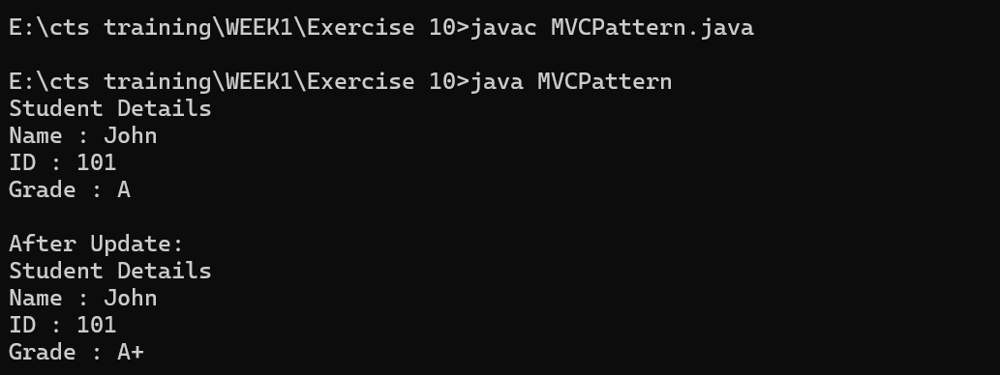 E:\cts training\WEEK1\Exercise 10>javac MVCPattern.java
E:\cts training\WEEK1\Exercise 10>java MVCPattern
Student Details
Name : John
ID : 101
Grade : A
After Update:
Student Details
Name : John
ID : 101
Grade : A+